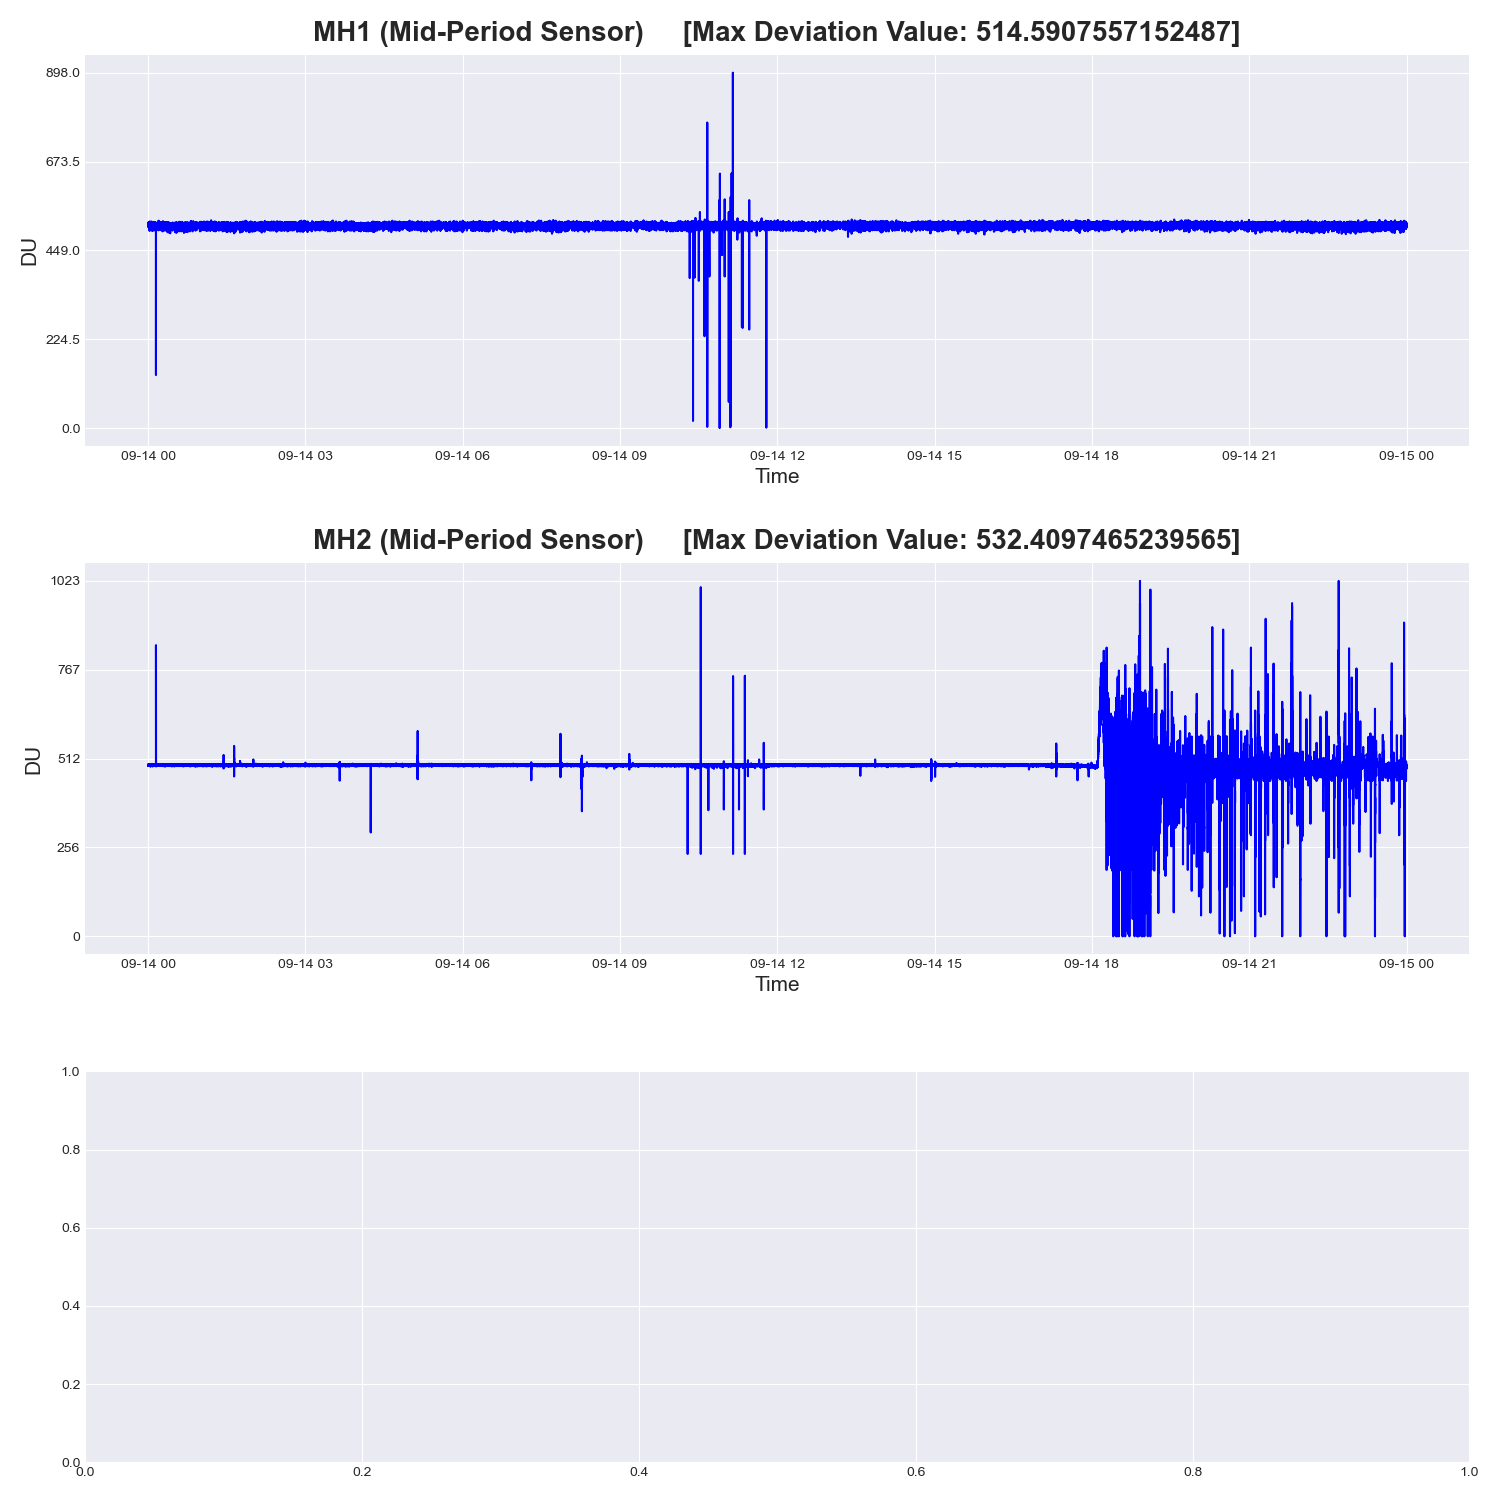 MH1 (Mid-Period Sensor) [Max Deviation Value: 514.5907557152487]
898.0
673.5
449.0
224.5
0.0
DU
09-14 00 09-14 03 09-14 06 09-14 09 09-14 12 09-14 15 09-14 18 09-14 21 09-15 00
Time
MH2 (Mid-Period Sensor) [Max Deviation Value: 532.4097465239565]
1023
767
512
256
0
DU
09-14 00 09-14 03 09-14 06 09-14 09 09-14 12 09-14 15 09-14 18 09-14 21 09-15 00
Time
1.0
0.8
0.6
0.4
0.2
0.0
0.0 0.2 0.4 0.6 0.8 1.0